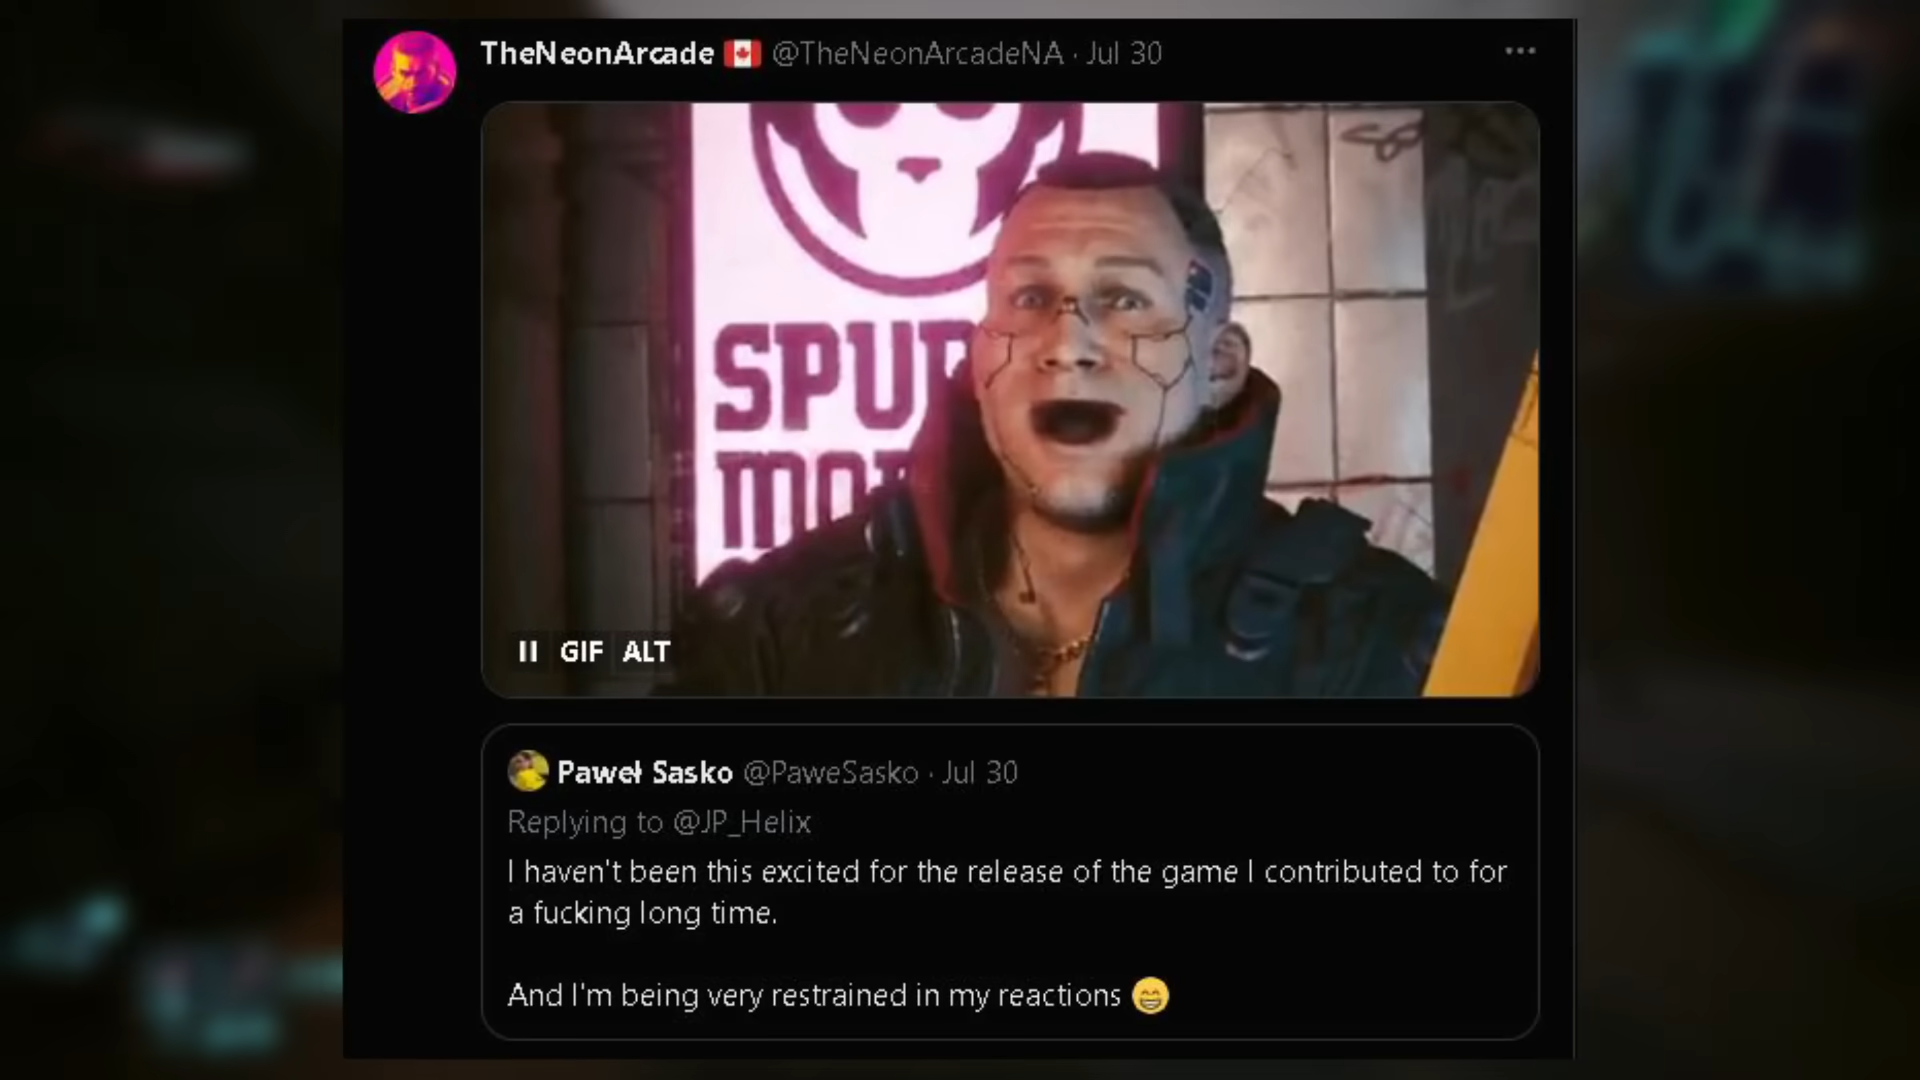 TheNeonArcade 🇨🇦 @TheNeonArcadeNA · Jul 30
SPU
MO
GIF ALT
Paweł Sasko @PaweSasko · Jul 30
Replying to @JP_Helix
I haven't been this excited for the release of the game I contributed to for
a fucking long time.
And I'm being very restrained in my reactions 😁